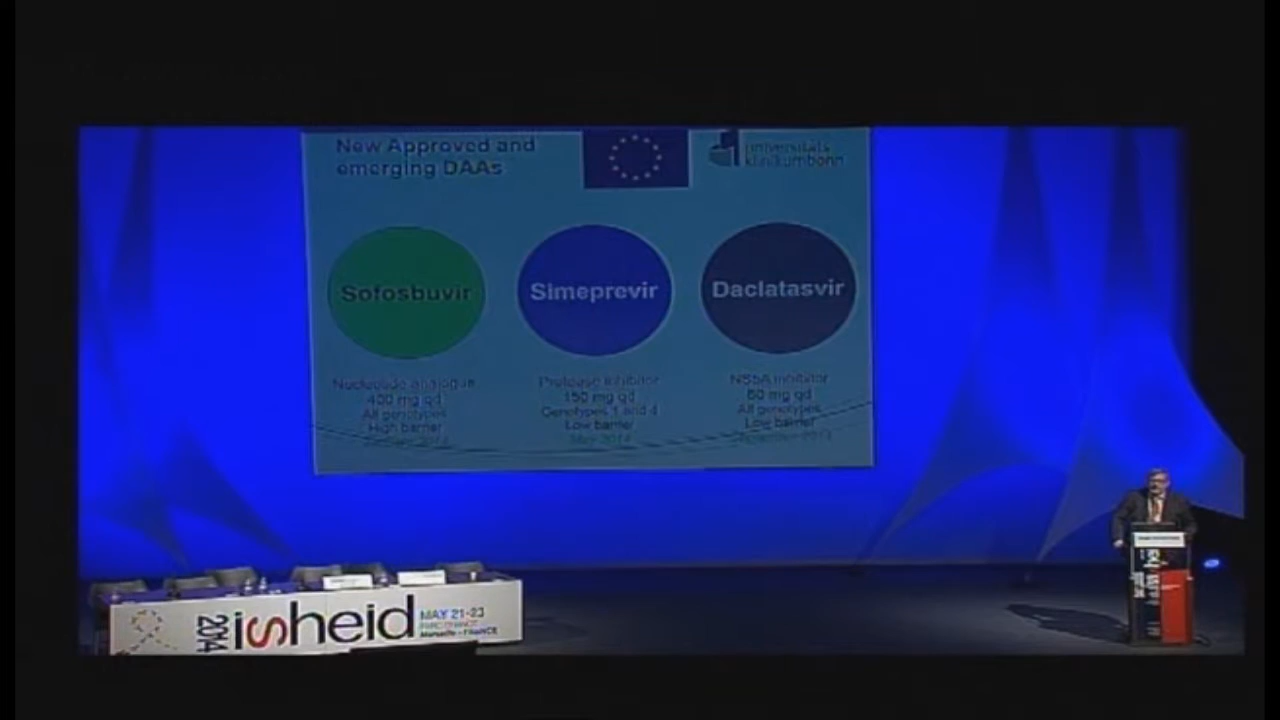 New Approved and
emerging DAAs
universitäts
klinikumbonn
Sofosbuvir
Simeprevir
Daclatasvir
Nucleotide analogue
400 mg qd
All genotypes
High barrier
Protease inhibitor
150 mg qd
Genotypes 1 and 4
Low barrier
May 2014
NS5A inhibitor
60 mg qd
All genotypes
Low barrier
2014
isheid
MAY 21-23
PARC CHANOT
Marseille - FRANCE